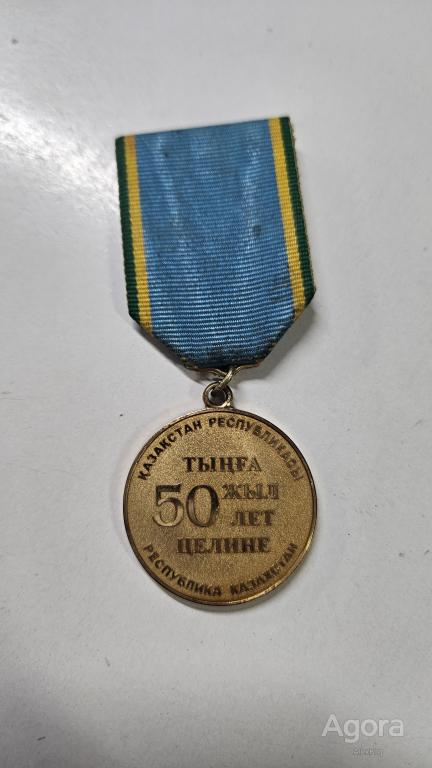 ҚАЗАҚСТАН РЕСПУБЛИКАСЫ
ТЫҢҒА
50 ЖЫЛ
ЛЕТ
ЦЕЛИНЕ
РЕСПУБЛИКА КАЗАХСТАН
Agora